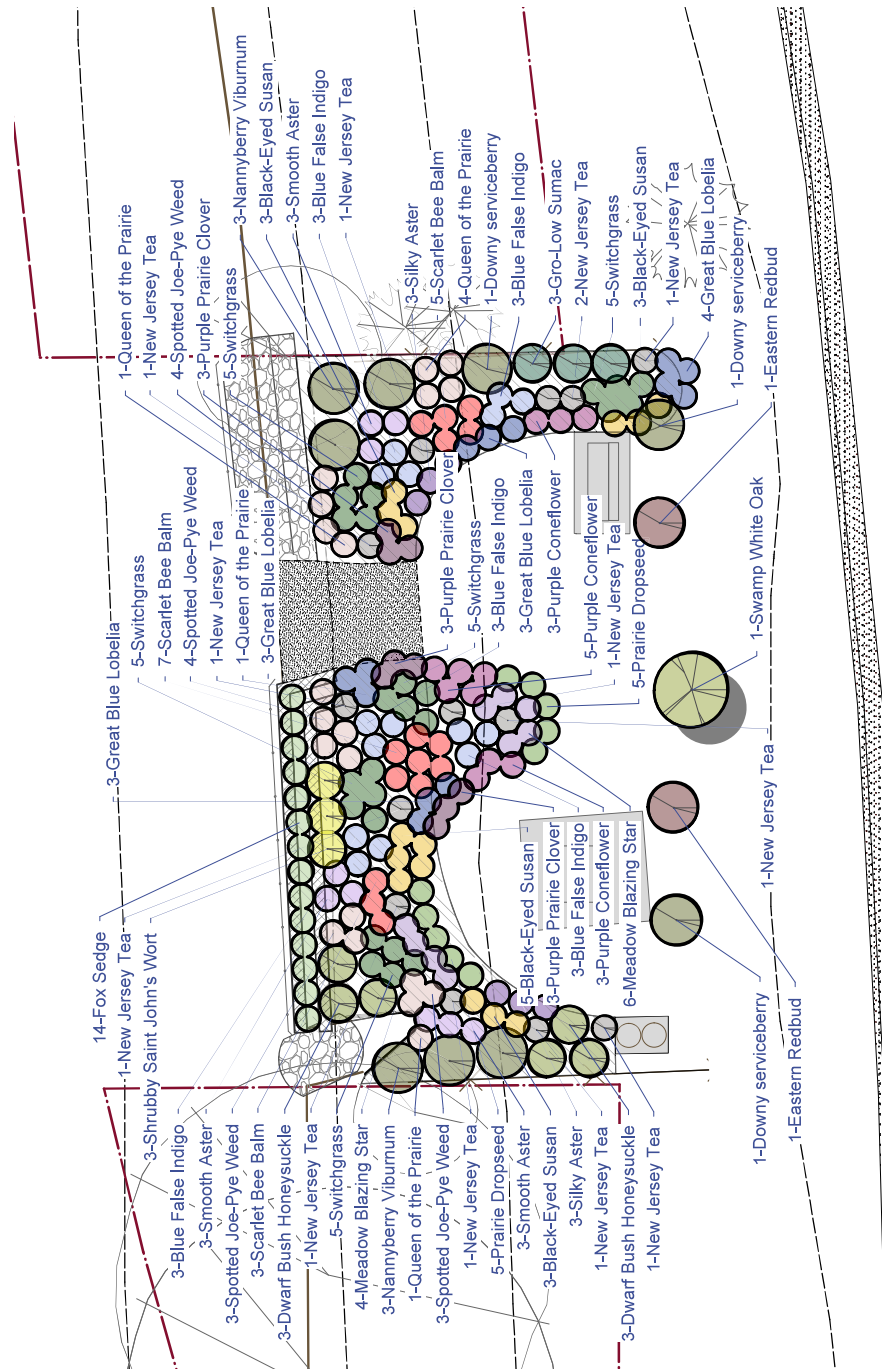 1-Queen of the Prairie
1-New Jersey Tea
4-Spotted Joe-Pye Weed
3-Purple Prairie Clover
5-Switchgrass
3-Nannyberry Viburnum
3-Black-Eyed Susan
3-Smooth Aster
3-Blue False Indigo
1-New Jersey Tea
3-Silky Aster
5-Scarlet Bee Balm
4-Queen of the Prairie
1-Downy serviceberry
3-Blue False Indigo
3-Gro-Low Sumac
2-New Jersey Tea
5-Switchgrass
3-Black-Eyed Susan
1-New Jersey Tea
4-Great Blue Lobelia
1-Downy serviceberry
1-Eastern Redbud
3-Great Blue Lobelia
5-Switchgrass
7-Scarlet Bee Balm
4-Spotted Joe-Pye Weed
1-New Jersey Tea
1-Queen of the Prairie
3-Great Blue Lobelia
3-Purple Prairie Clover
5-Switchgrass
3-Blue False Indigo
3-Great Blue Lobelia
3-Purple Coneflower
5-Purple Coneflower
1-New Jersey Tea
5-Prairie Dropseed
1-Swamp White Oak
1-New Jersey Tea
14-Fox Sedge
1-New Jersey Tea
3-Shrubby Saint John's Wort
5-Black-Eyed Susan
3-Purple Prairie Clover
3-Blue False Indigo
3-Purple Coneflower
6-Meadow Blazing Star
1-Downy serviceberry
1-Eastern Redbud
3-Blue False Indigo
3-Smooth Aster
3-Spotted Joe-Pye Weed
3-Scarlet Bee Balm
3-Dwarf Bush Honeysuckle
1-New Jersey Tea
5-Switchgrass
4-Meadow Blazing Star
3-Nannyberry Viburnum
1-Queen of the Prairie
3-Spotted Joe-Pye Weed
1-New Jersey Tea
5-Prairie Dropseed
3-Smooth Aster
3-Black-Eyed Susan
3-Silky Aster
1-New Jersey Tea
3-Dwarf Bush Honeysuckle
1-New Jersey Tea